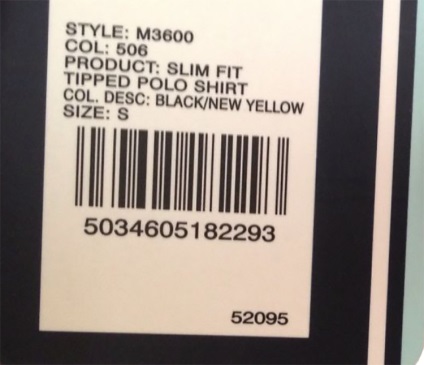 STYLE: M3600
COL: 506
PRODUCT: SLIM FIT
TIPPED POLO SHIRT
COL. DESC: BLACK/NEW YELLOW
SIZE: S
5034605182293
52095